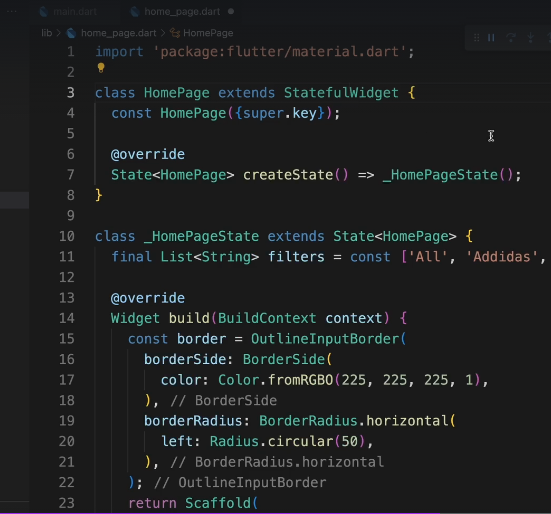 main.dart home_page.dart
lib > home_page.dart > HomePage
1 import 'package:flutter/material.dart';
2
3 class HomePage extends StatefulWidget {
4 const HomePage({super.key});
5
6 @override
7 State<HomePage> createState() => _HomePageState();
8 }
9
10 class _HomePageState extends State<HomePage> {
11 final List<String> filters = const ['All', 'Addidas',
12
13 @override
14 Widget build(BuildContext context) {
15 const border = OutlineInputBorder(
16 borderSide: BorderSide(
17 color: Color.fromRGBO(225, 225, 225, 1),
18 ), // BorderSide
19 borderRadius: BorderRadius.horizontal(
20 left: Radius.circular(50),
21 ), // BorderRadius.horizontal
22 ); // OutlineInputBorder
23 return Scaffold(